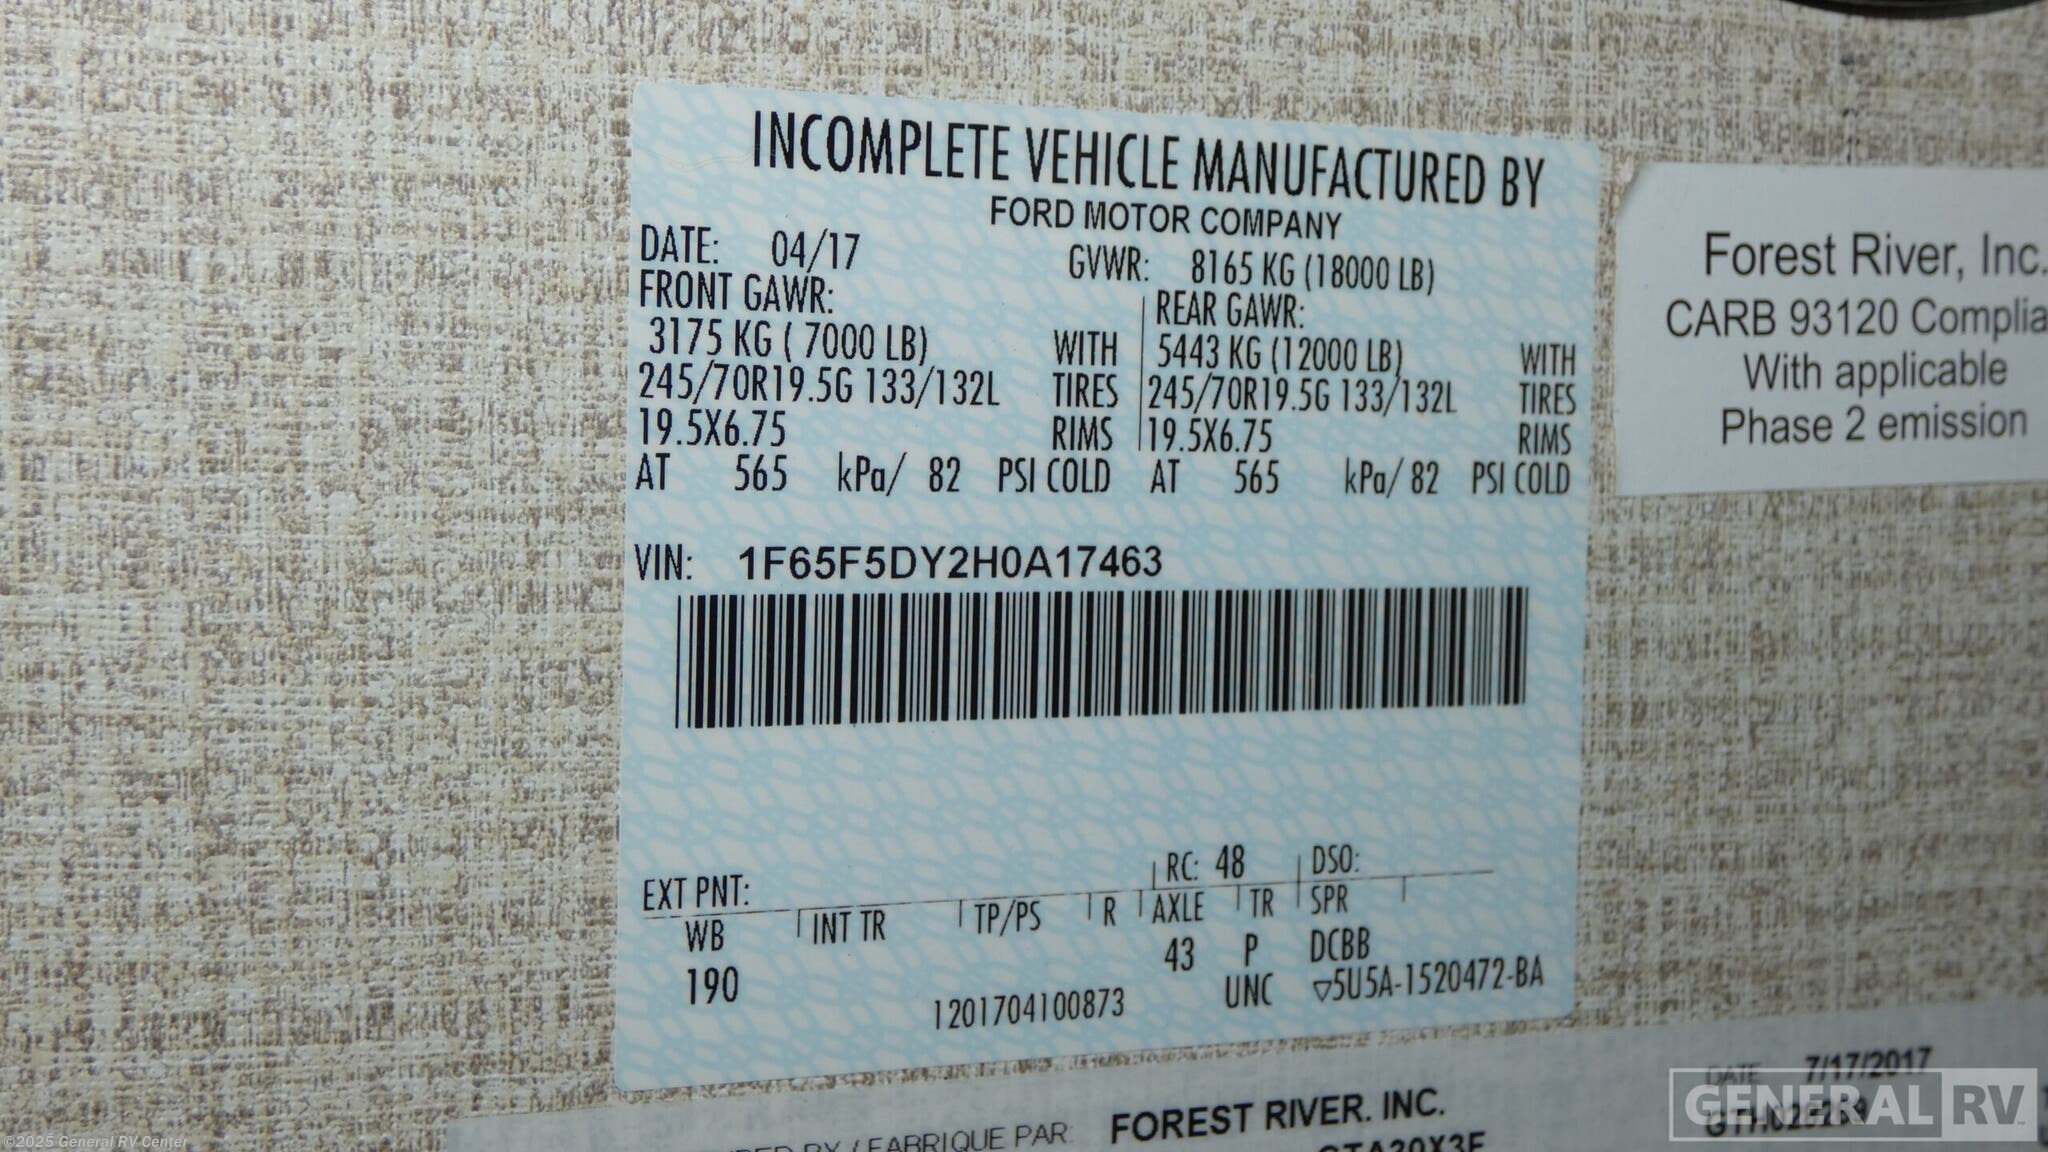 INCOMPLETE VEHICLE MANUFACTURED BY
FORD MOTOR COMPANY
DATE: 04/17 GVWR: 8165 KG (18000 LB)
FRONT GAWR: REAR GAWR:
3175 KG ( 7000 LB) WITH 5443 KG (12000 LB) WITH
245/70R19.5G 133/132L TIRES 245/70R19.5G 133/132L TIRES
19.5X6.75 RIMS 19.5X6.75 RIMS
AT 565 kPa/ 82 PSI COLD AT 565 kPa/ 82 PSI COLD
VIN: 1F65F5DY2H0A17463
EXT PNT: RC: 48 DSO:
WB INT TR TP/PS R AXLE TR SPR
190 43 P DCBB
1201704100873 UNC ▽5U5A-1520472-BA
Forest River, Inc.
CARB 93120 Complia
With applicable
Phase 2 emission
DATE 7/17/2017
BY / FABRIQUE PAR: FOREST RIVER. INC.
GENERAL RV
©2025 General RV Center